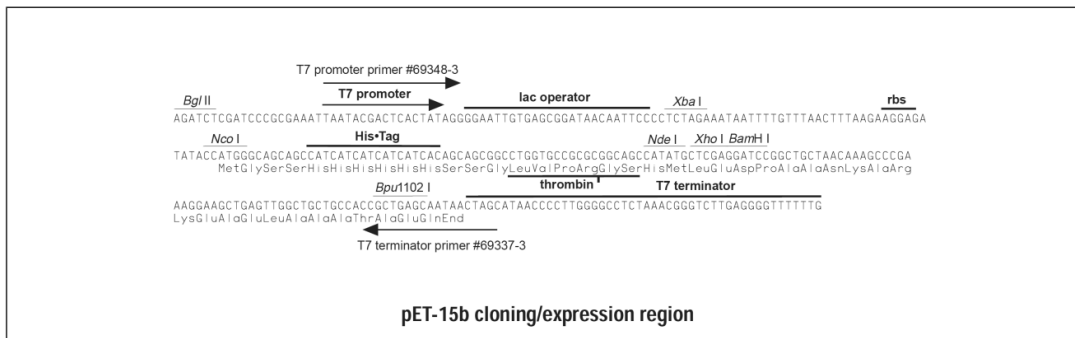 T7 promoter primer #69348-3
Bgl II T7 promoter lac operator Xba I rbs
AGATCTCGATCCCGCGAAATTAATACGACTCACTATAGGGGAATTGTGAGCGGATAACAATTCCCCTCTAGAAATAATTTTGTTTAACTTTAAGAAGGAGA
Nco I His•Tag Nde I Xho I BamH I
TATACCATGGGCAGCAGCCATCATCATCATCATCACAGCAGCGGCCTGGTGCCGCGCGGCAGCCATATGCTCGAGGATCCGGCTGCTAACAAAGCCCGA
MetGlySerSerHisHisHisHisHisHisSerSerGlyLeuValProArgGlySerHisMetLeuGluAspProAlaAlaAsnLysAlaArg
Bpu1102 I thrombin T7 terminator
AAGGAAGCTGAGTTGGCTGCTGCCACCGCTGAGCAATAACTAGCATAACCCCTTGGGGCCTCTAAACGGGTCTTGAGGGGTTTTTTG
LysGluAlaGluLeuAlaAlaAlaThrAlaGluGlnEnd
T7 terminator primer #69337-3
pET-15b cloning/expression region